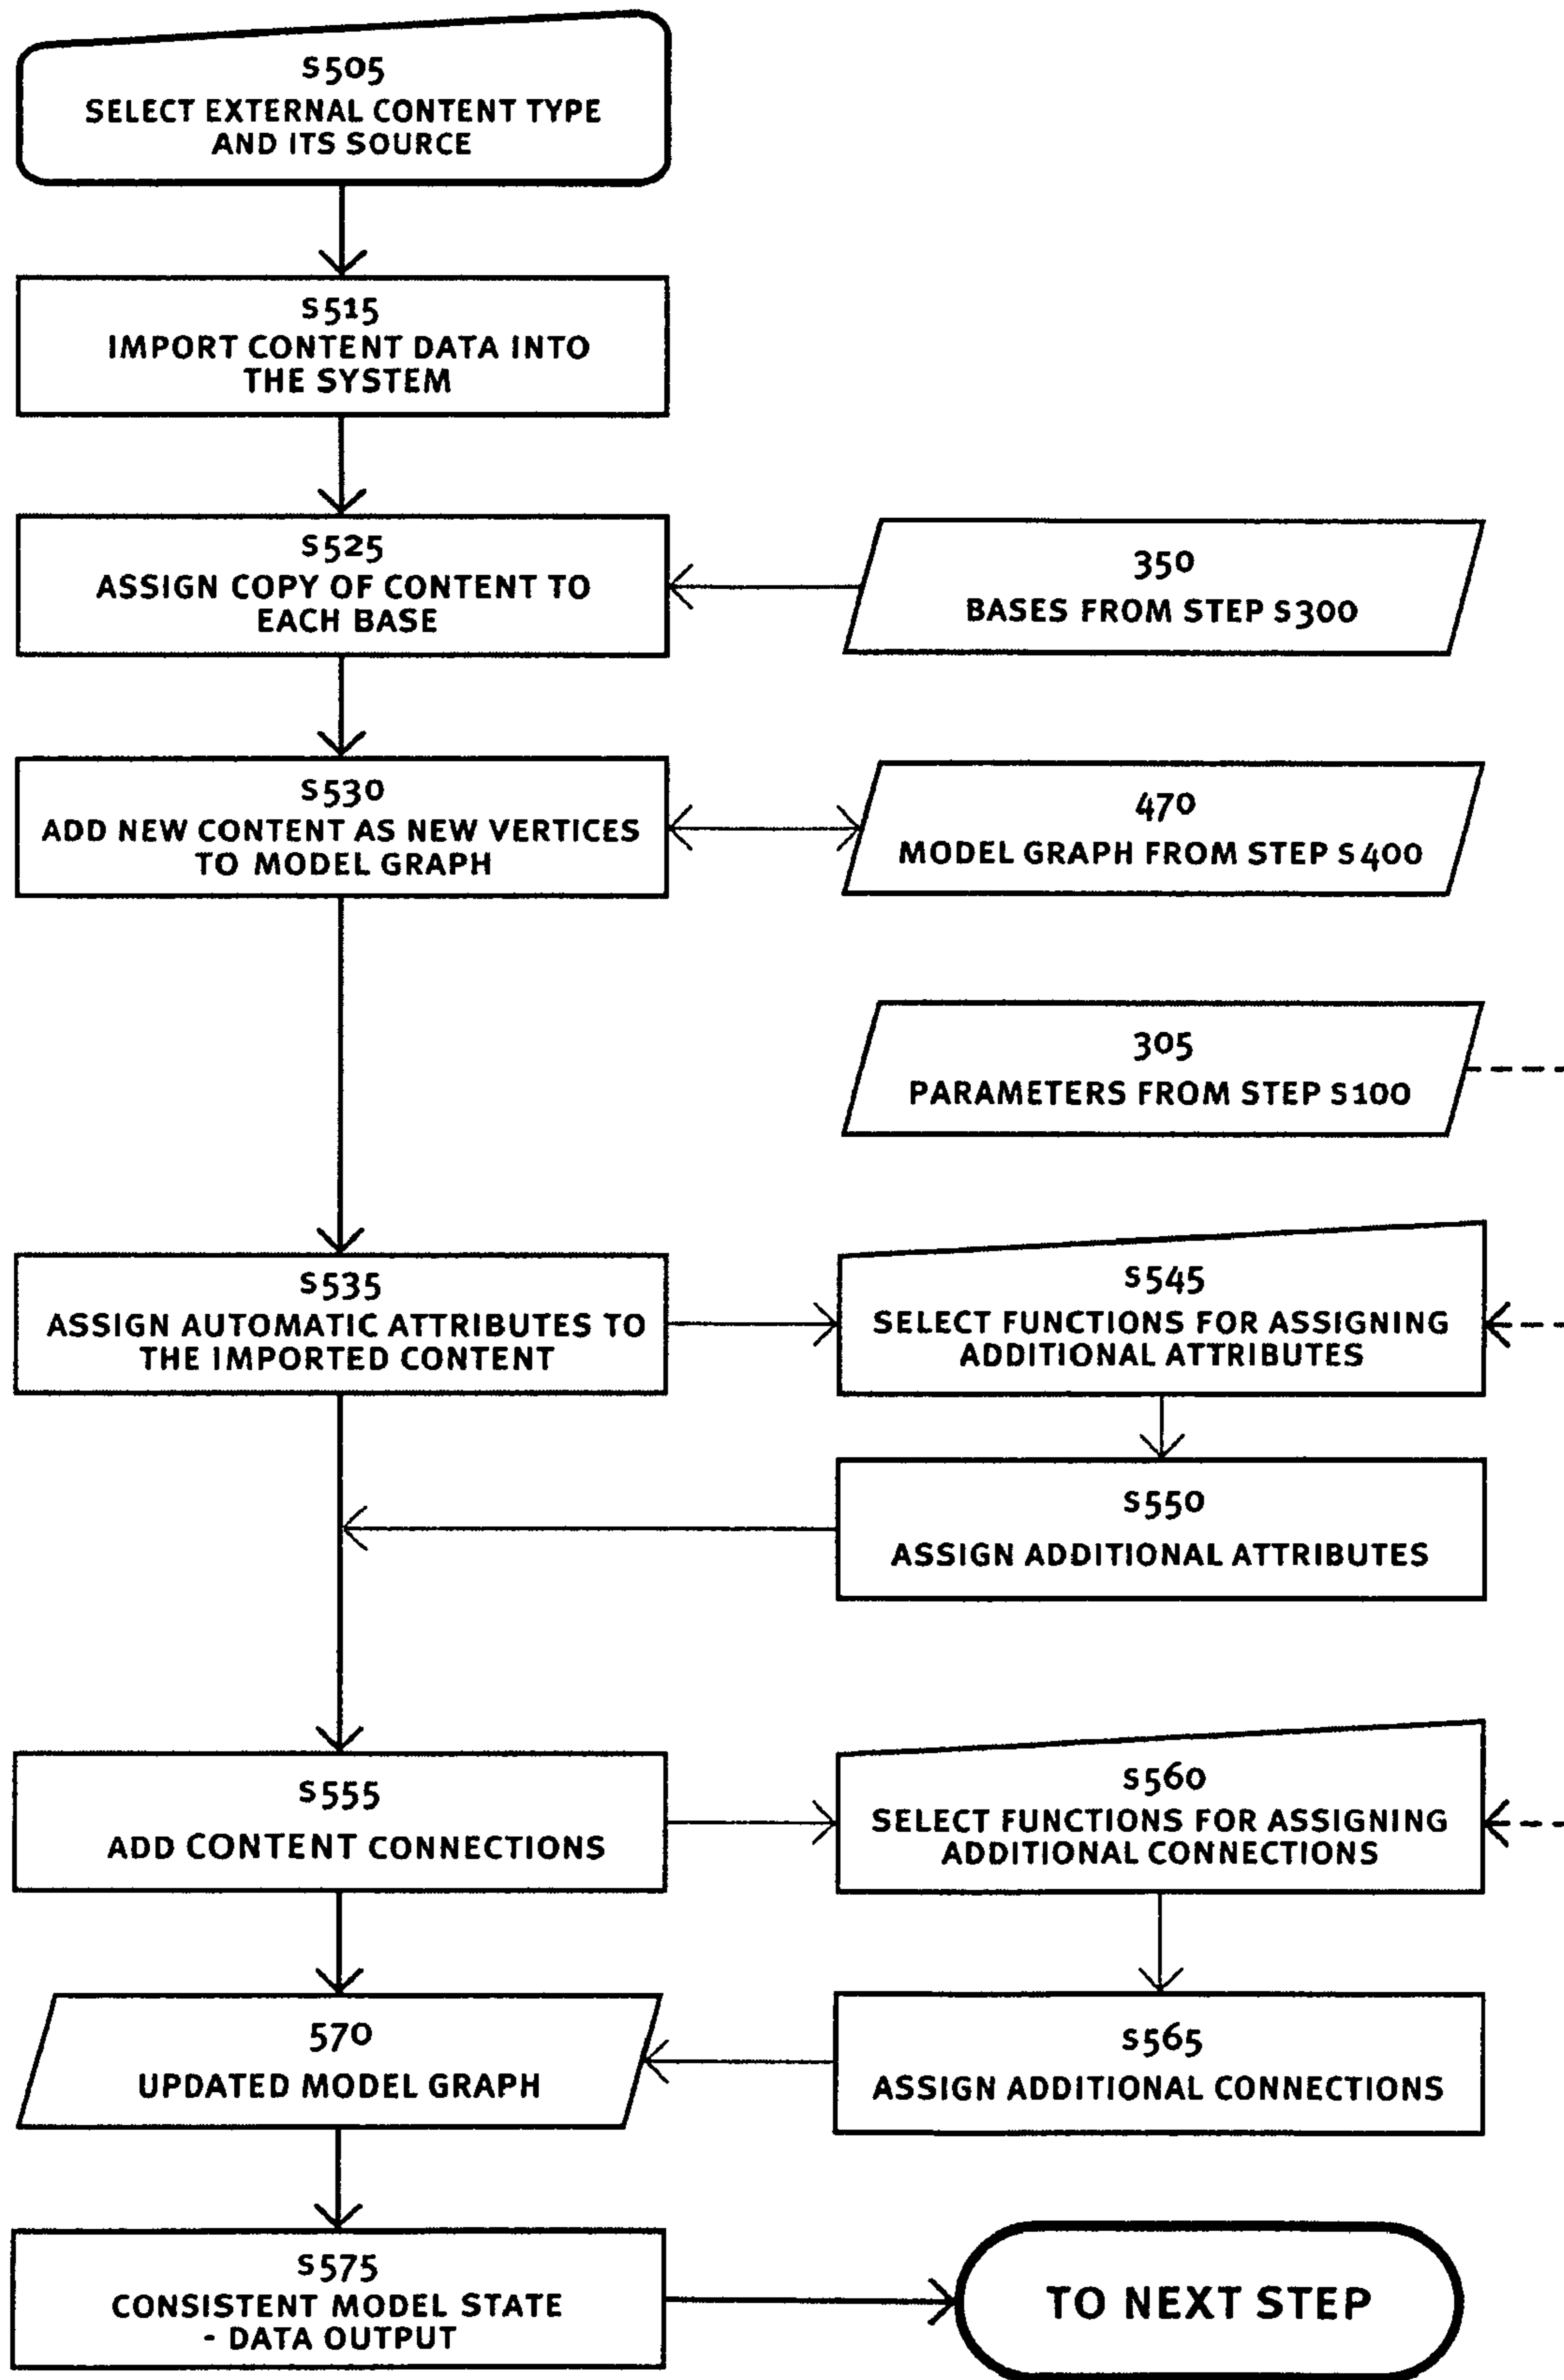 S505
SELECT EXTERNAL CONTENT TYPE
AND ITS SOURCE
S515
IMPORT CONTENT DATA INTO
THE SYSTEM
S525
ASSIGN COPY OF CONTENT TO
EACH BASE
350
BASES FROM STEP S300
S530
ADD NEW CONTENT AS NEW VERTICES
TO MODEL GRAPH
470
MODEL GRAPH FROM STEP S400
305
PARAMETERS FROM STEP S100
S535
ASSIGN AUTOMATIC ATTRIBUTES TO
THE IMPORTED CONTENT
S545
SELECT FUNCTIONS FOR ASSIGNING
ADDITIONAL ATTRIBUTES
S550
ASSIGN ADDITIONAL ATTRIBUTES
S555
ADD CONTENT CONNECTIONS
S560
SELECT FUNCTIONS FOR ASSIGNING
ADDITIONAL CONNECTIONS
570
UPDATED MODEL GRAPH
S565
ASSIGN ADDITIONAL CONNECTIONS
S575
CONSISTENT MODEL STATE
- DATA OUTPUT
TO NEXT STEP